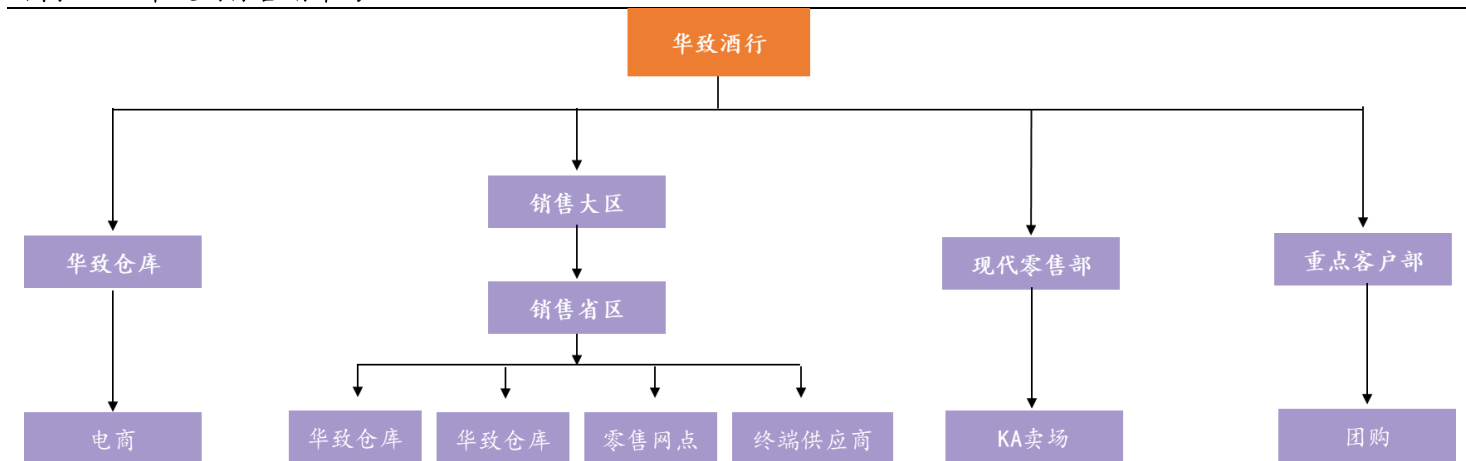 华致酒行
销售大区
华致仓库
现代零售部
重点客户部
销售省区
电商
华致仓库
华致仓库
零售网点
终端供应商
KA卖场
团购